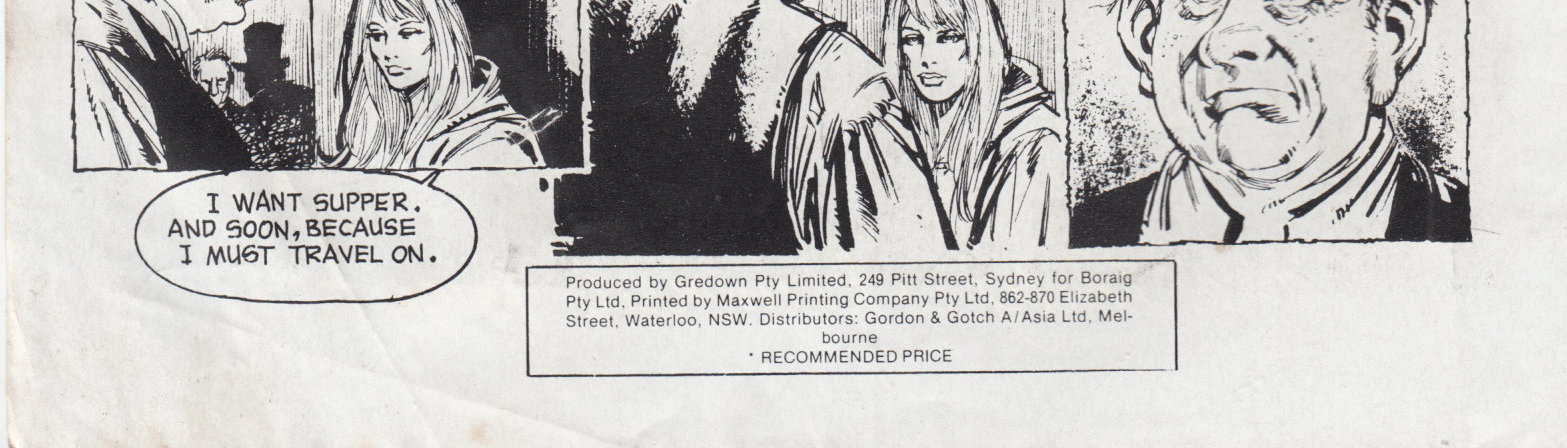 I WANT SUPPER.
AND SOON, BECAUSE
I MUST TRAVEL ON.
Produced by Gredown Pty Limited, 249 Pitt Street, Sydney for Boraig
Pty Ltd, Printed by Maxwell Printing Company Pty Ltd, 862-870 Elizabeth
Street, Waterloo, NSW. Distributors: Gordon & Gotch A/Asia Ltd, Mel-
bourne
* RECOMMENDED PRICE